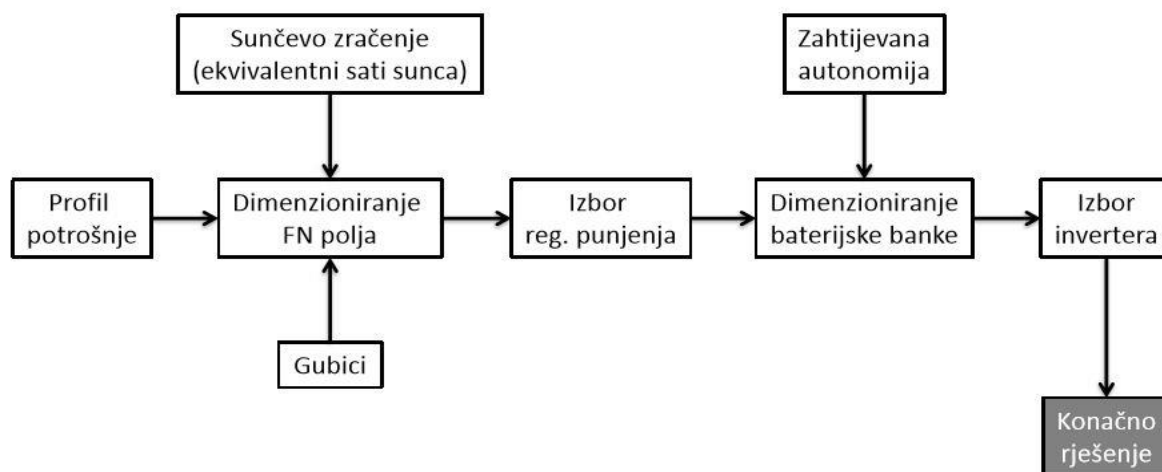 Sunčevo zračenje
(ekvivalentni sati sunca)
Zahtijevana
autonomija
Profil
potrošnje
Dimenzioniranje
FN polja
Izbor
reg. punjenja
Dimenzioniranje
baterijske banke
Izbor
invertera
Gubici
Konačno
rješenje